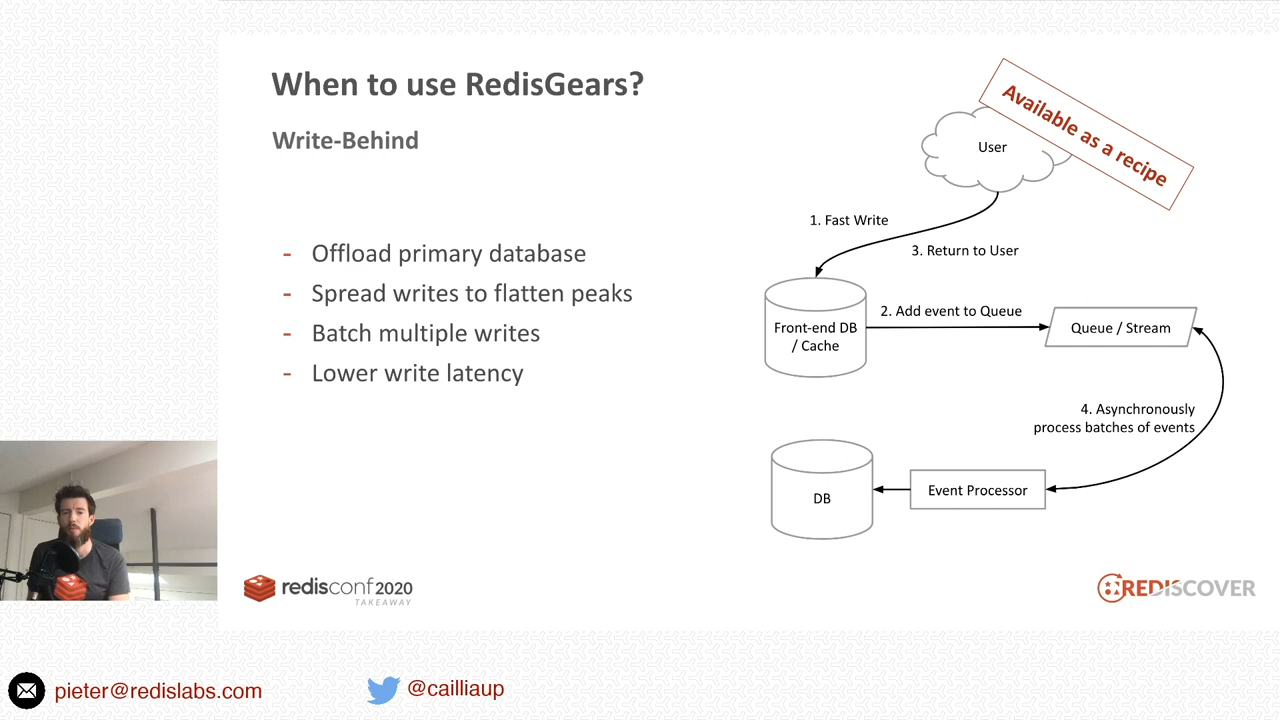 When to use RedisGears?
Write-Behind
- Offload primary database
- Spread writes to flatten peaks
- Batch multiple writes
- Lower write latency
Available as a recipe
User
1. Fast Write
3. Return to User
2. Add event to Queue
Front-end DB
/ Cache
Queue / Stream
4. Asynchronously
process batches of events
DB
Event Processor
redisconf 2020
TAKEAWAY
REDISCOVER
pieter@redislabs.com
@cailliaup